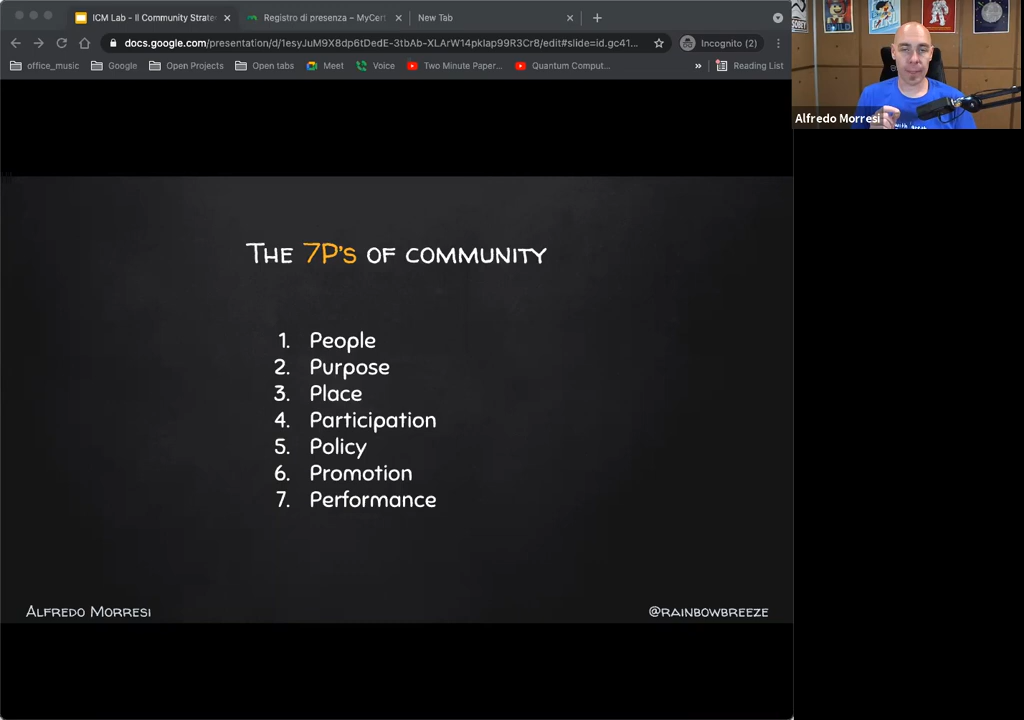 ICM Lab - Il Community Strate
Registro di presenza – MyCert
New Tab
docs.google.com/presentation/d/1esyJuM9X8dp6tDedE-3tbAb-XLArW14pkIap99R3Cr8/edit#slide=id.gc41...
Incognito (2)
office_music
Google
Open Projects
Open tabs
Meet
Voice
Two Minute Paper...
Quantum Comput...
»
Reading List
Alfredo Morresi
The 7P's of community
1. People
2. Purpose
3. Place
4. Participation
5. Policy
6. Promotion
7. Performance
Alfredo Morresi
@rainbowbreeze